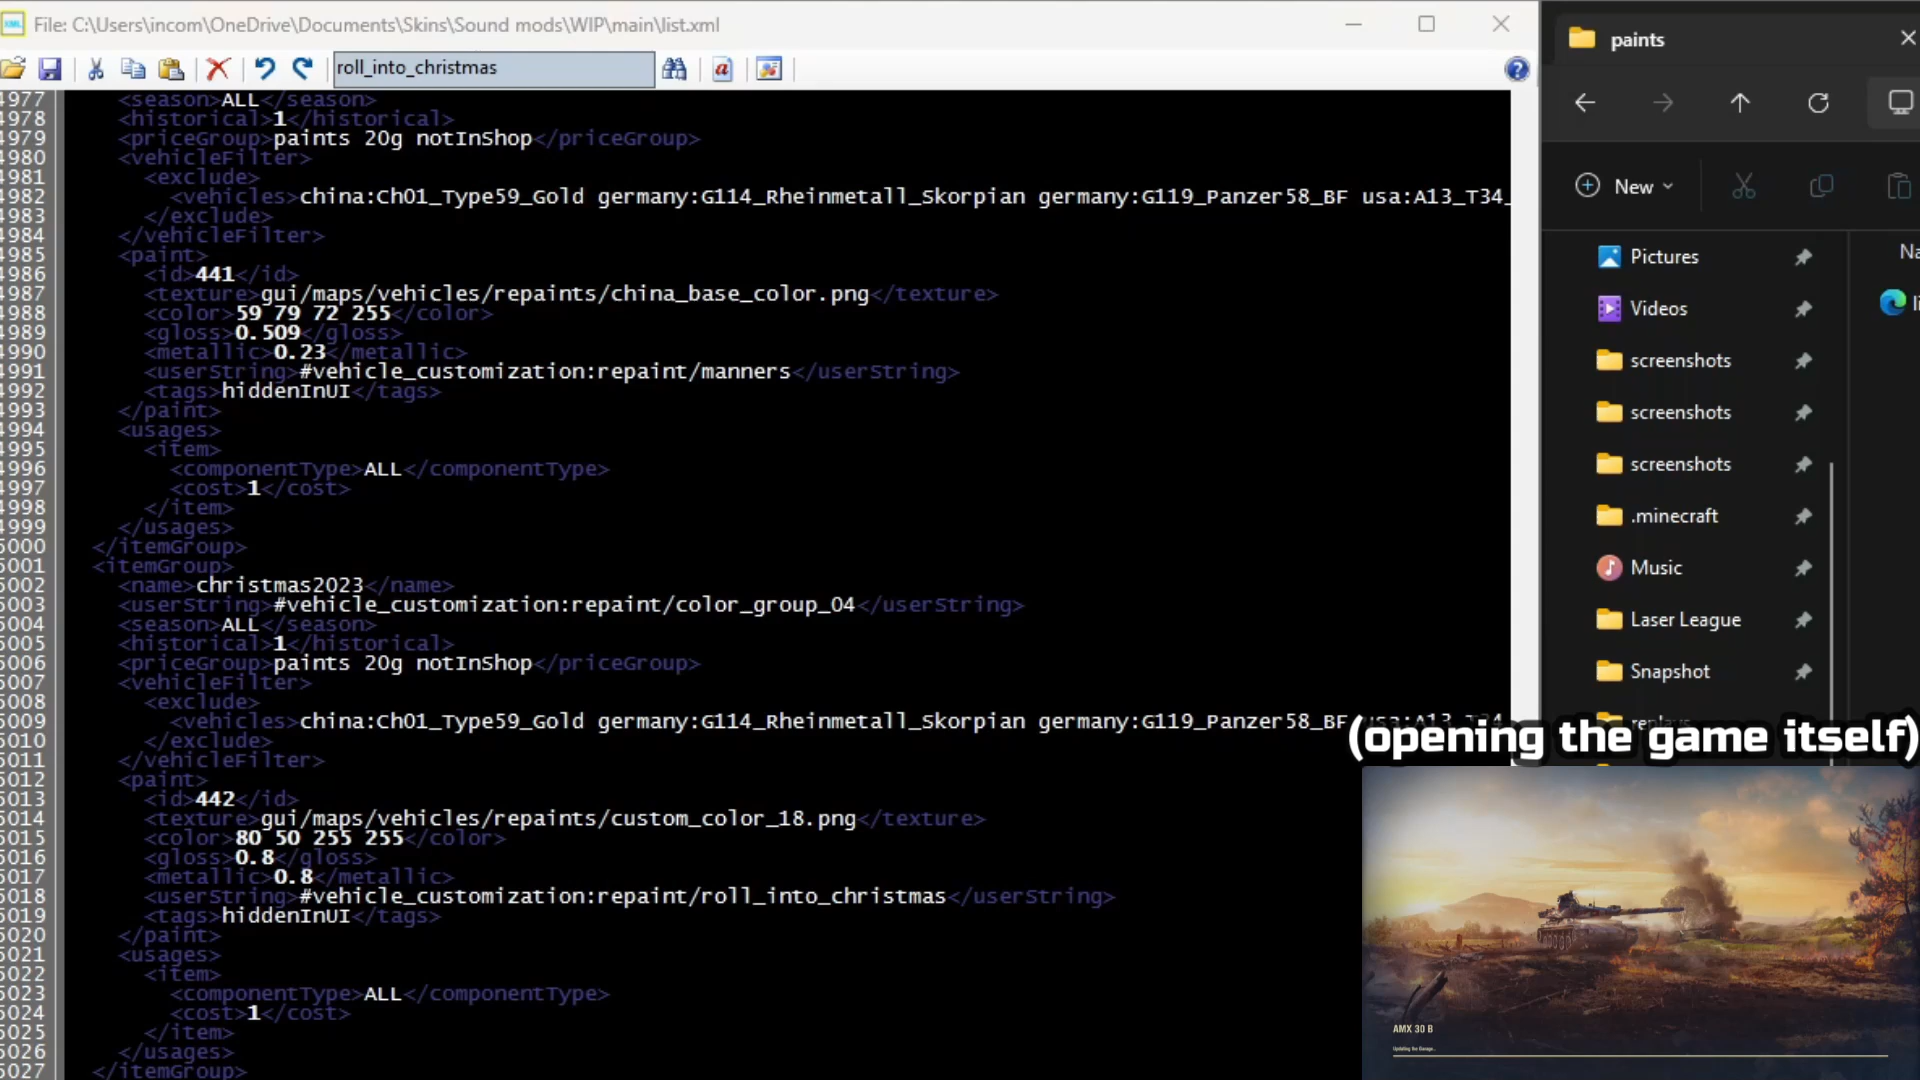 File: C:\Users\incom\OneDrive\Documents\Skins\Sound mods\WIP\main\list.xml
roll_into_christmas
4977 <season>ALL</season>
4978 <historical>1</historical>
4979 <priceGroup>paints 20g notInShop</priceGroup>
4980 <vehicleFilter>
4981 <exclude>
4982 <vehicles>china:Ch01_Type59_Gold germany:G114_Rheinmetall_Skorpian germany:G119_Panzer58_BF usa:A13_T34_
4983 </exclude>
4984 </vehicleFilter>
4985 <paint>
4986 <id>441</id>
4987 <texture>gui/maps/vehicles/repaints/china_base_color.png</texture>
4988 <color>59 79 72 255</color>
4989 <gloss>0.509</gloss>
4990 <metallic>0.23</metallic>
4991 <userString>#vehicle_customization:repaint/manners</userString>
4992 <tags>hiddenInUI</tags>
4993 </paint>
4994 <usages>
4995 <item>
4996 <componentType>ALL</componentType>
4997 <cost>1</cost>
4998 </item>
4999 </usages>
5000 </itemGroup>
5001 <itemGroup>
5002 <name>christmas2023</name>
5003 <userString>#vehicle_customization:repaint/color_group_04</userString>
5004 <season>ALL</season>
5005 <historical>1</historical>
5006 <priceGroup>paints 20g notInShop</priceGroup>
5007 <vehicleFilter>
5008 <exclude>
5009 <vehicles>china:Ch01_Type59_Gold germany:G114_Rheinmetall_Skorpian germany:G119_Panzer58_BF usa:A13_T34_
5010 </exclude>
5011 </vehicleFilter>
5012 <paint>
5013 <id>442</id>
5014 <texture>gui/maps/vehicles/repaints/custom_color_18.png</texture>
5015 <color>80 50 255 255</color>
5016 <gloss>0.8</gloss>
5017 <metallic>0.8</metallic>
5018 <userString>#vehicle_customization:repaint/roll_into_christmas</userString>
5019 <tags>hiddenInUI</tags>
5020 </paint>
5021 <usages>
5022 <item>
5023 <componentType>ALL</componentType>
5024 <cost>1</cost>
5025 </item>
5026 </usages>
5027 </itemGroup>
paints
New
Na
Pictures
li
Videos
screenshots
screenshots
screenshots
.minecraft
Music
Laser League
Snapshot
replays
(opening the game itself)
AMX 30 B
Updating the Garage...